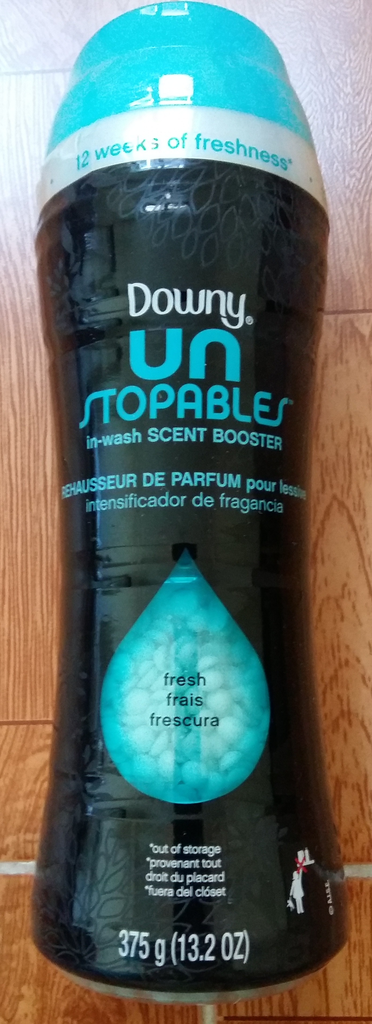 12 weeks of freshness*
Downy®
UN
STOPABLES™
in-wash SCENT BOOSTER
REHAUSSEUR DE PARFUM pour lessive
intensificador de fragancia
fresh
frais
frescura
*out of storage
*provenant tout
droit du placard
*fuera del clóset
375 g (13.2 OZ)